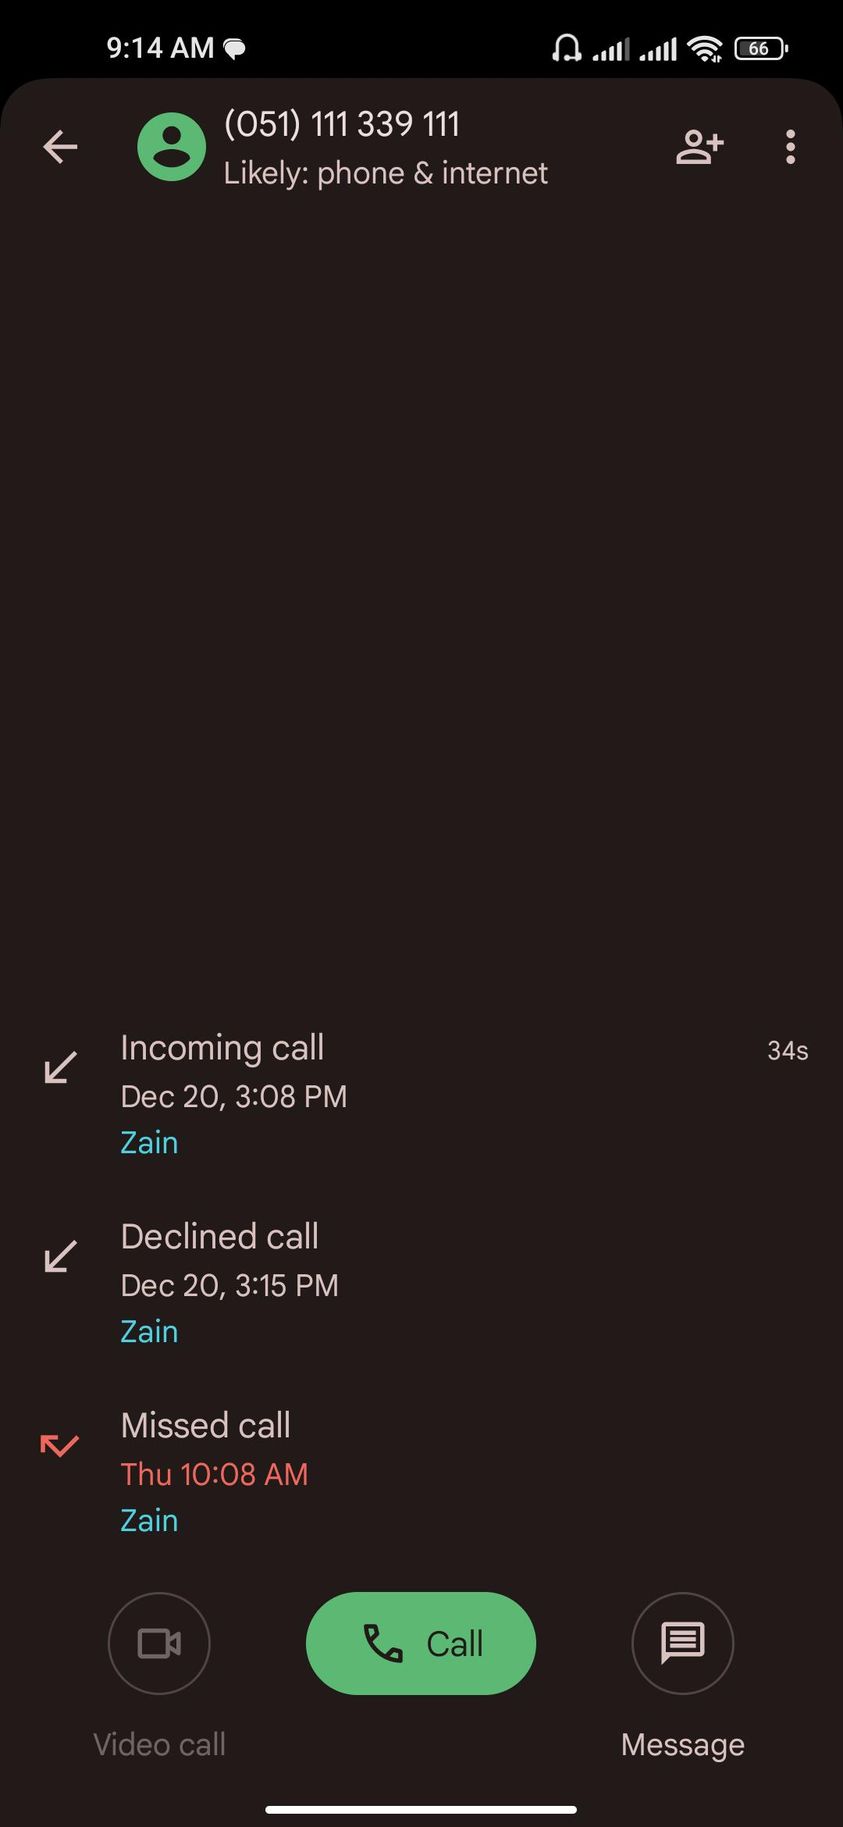 9:14 AM
66
(051) 111 339 111
Likely: phone & internet
Incoming call
34s
Dec 20, 3:08 PM
Zain
Declined call
Dec 20, 3:15 PM
Zain
Missed call
Thu 10:08 AM
Zain
Call
Video call
Message